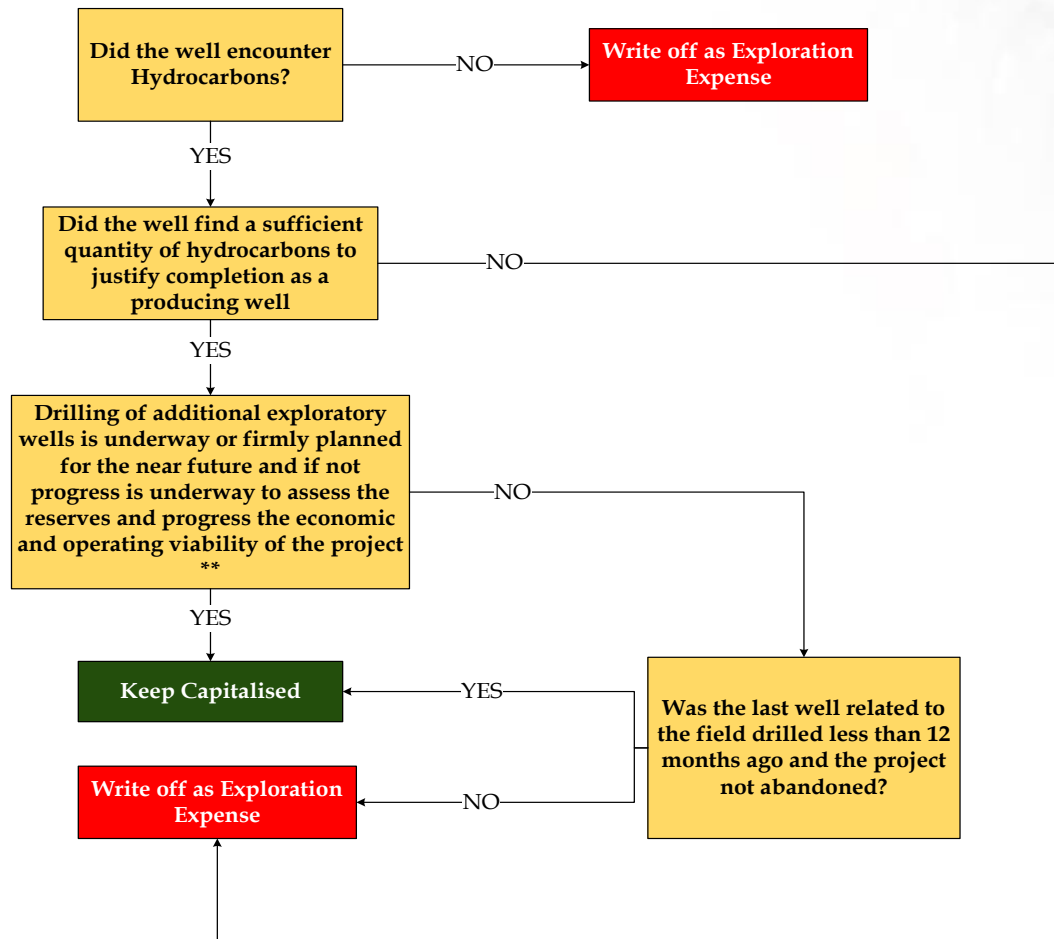 Did the well encounter
Hydrocarbons?
NO
Write off as Exploration
Expense
YES
Did the well find a sufficient
quantity of hydrocarbons to
justify completion as a
producing well
NO
YES
Drilling of additional exploratory
wells is underway or firmly planned
for the near future and if not
progress is underway to assess the
reserves and progress the economic
and operating viability of the project
**
NO
YES
Keep Capitalised
YES
Was the last well related to
the field drilled less than 12
months ago and the project
not abandoned?
Write off as Exploration
Expense
NO